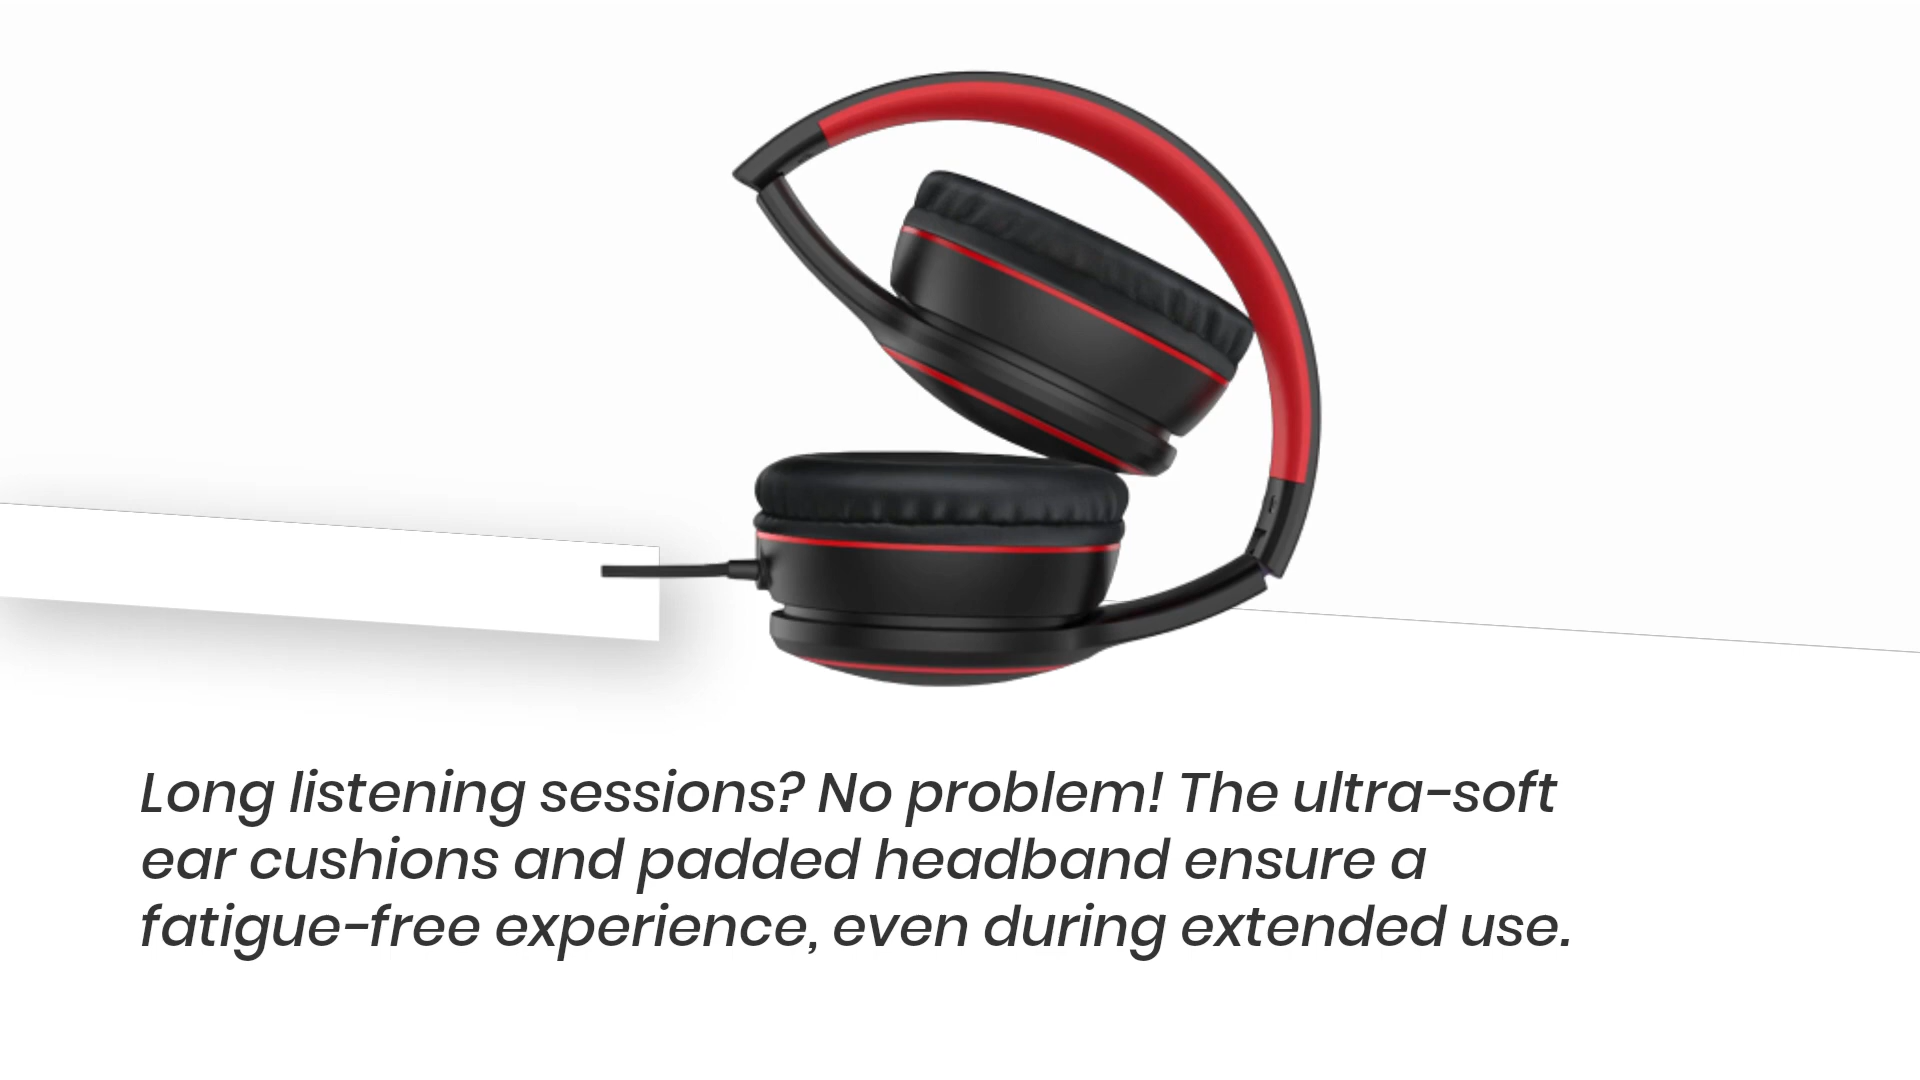 Long listening sessions? No problem! The ultra-soft
ear cushions and padded headband ensure a
fatigue-free experience, even during extended use.